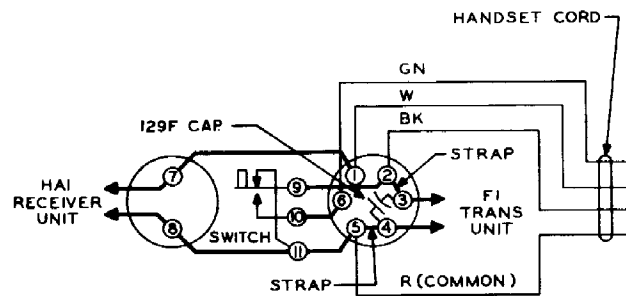 HANDSET CORD
GN
W
BK
129F CAP.
STRAP
7
1
2
9
6
3
HA1
RECEIVER
UNIT
F1
TRANS
UNIT
10
8
5
4
SWITCH
11
STRAP
R (COMMON)